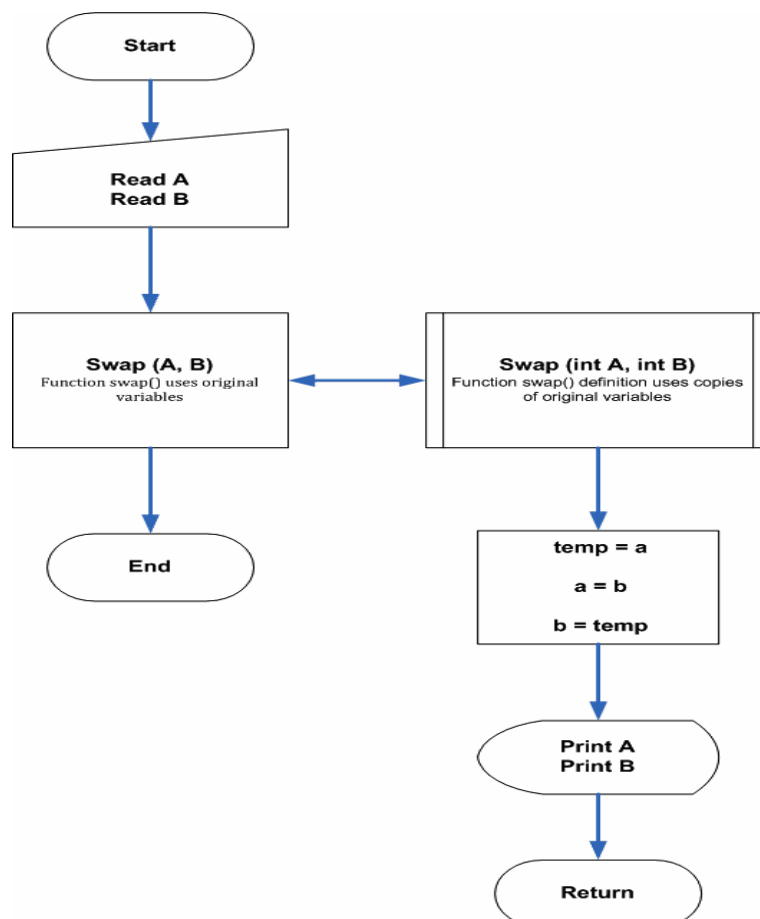 Start
Read A
Read B
Swap (A, B)
Function swap() uses original
variables
End
Swap (int A, int B)
Function swap() definition uses copies
of original variables
temp = a
a = b
b = temp
Print A
Print B
Return